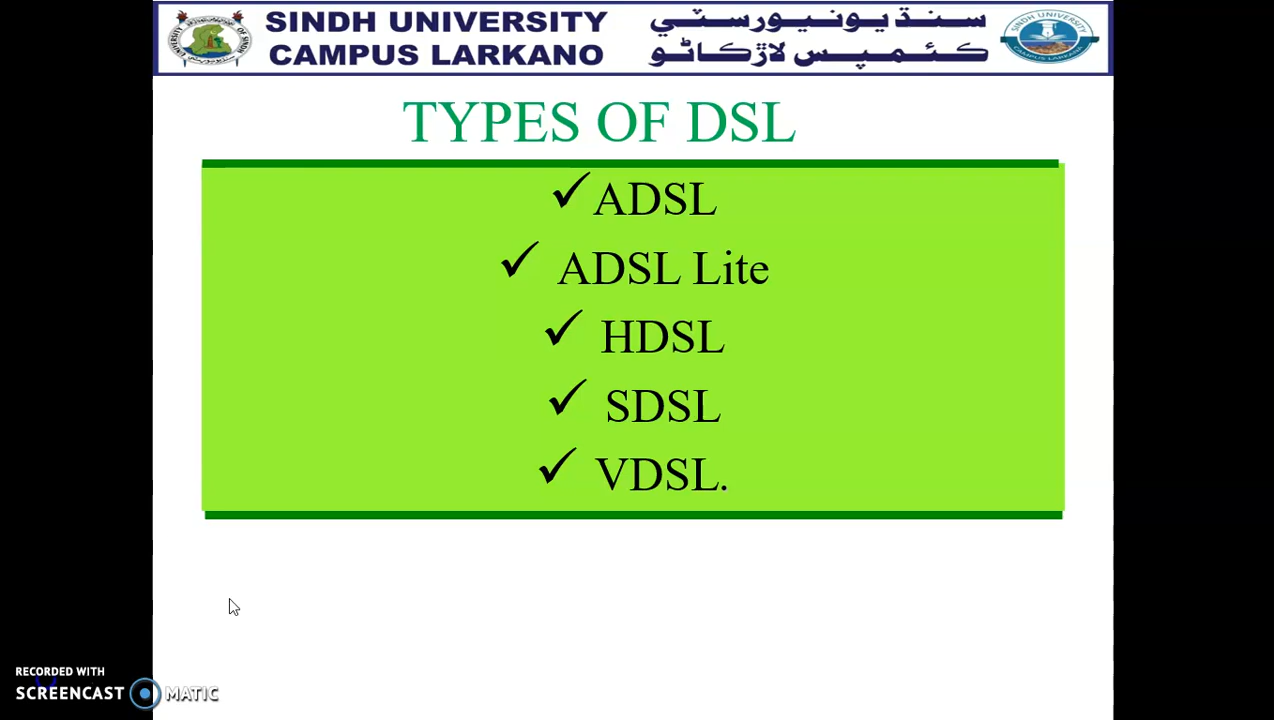 SINDH UNIVERSITY
CAMPUS LARKANO
سنڌ يونيورسٽي
ڪئمپس لاڙڪاڻو
TYPES OF DSL
✓ADSL
✓ ADSL Lite
✓ HDSL
✓ SDSL
✓ VDSL.
RECORDED WITH
SCREENCAST MATIC